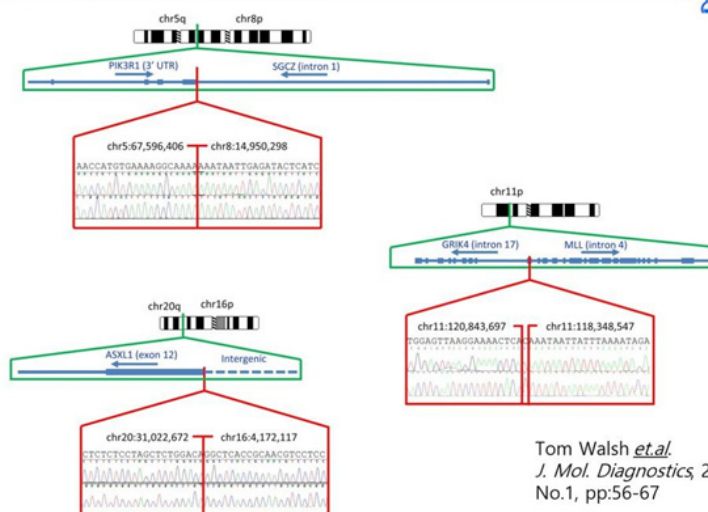 chr5q chr8p
PIK3R1 (3' UTR) SGCZ (intron 1)
chr5:67,596,406 chr8:14,950,298
AACCATGTGAAAAGGCAAAAAAATAATTGAGATACTCATC
chr11p
GRIK4 (intron 17) MLL (intron 4)
chr11:120,843,697 chr11:118,348,547
TGGAGTTAAGGAAAACTCACAAATAATTATTTAAAATAGA
chr20q chr16p
ASXL1 (exon 12) Intergenic
chr20:31,022,672 chr16:4,172,117
CTCTCTCCTAGCTCTGGACAGGCTCACCGCAACGTCCTCC
Tom Walsh et.al.
J. Mol. Diagnostics, 2
No.1, pp:56-67